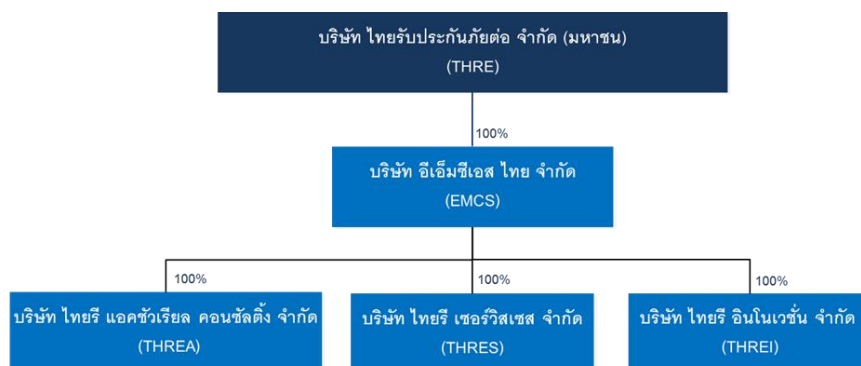 บริษัท ไทยรับประกันภัยต่อ จำกัด (มหาชน)
(THRE)
100%
บริษัท อีเอ็มซีเอส ไทย จำกัด
(EMCS)
100%
100%
100%
บริษัท ไทยรี แอคชัวเรียล คอนซัลติ้ง จำกัด
(THREA)
บริษัท ไทยรี เซอร์วิสเซส จำกัด
(THRES)
บริษัท ไทยรี อินโนเวชั่น จำกัด
(THREI)